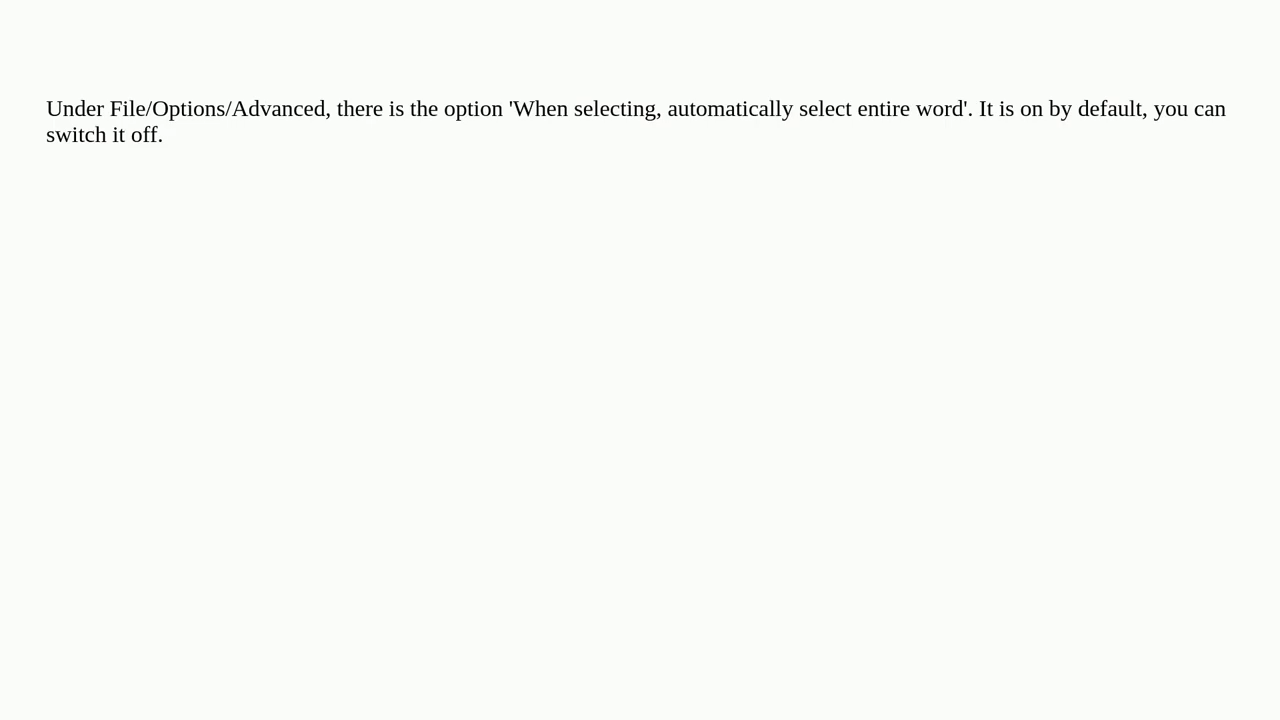 Under File/Options/Advanced, there is the option 'When selecting, automatically select entire word'. It is on by default, you can
switch it off.